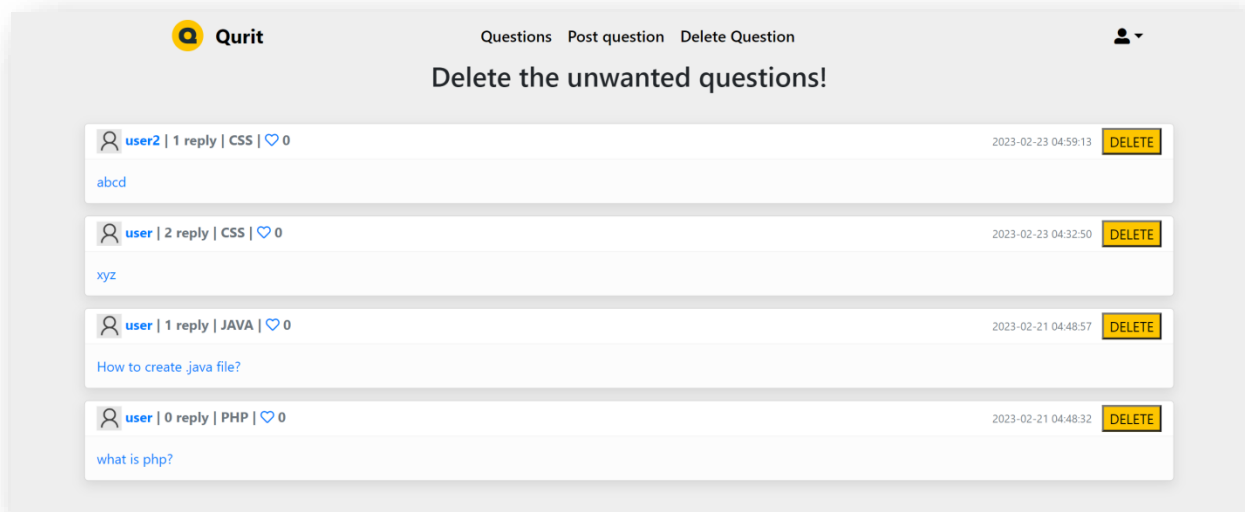 Qurit Questions Post question Delete Question
Delete the unwanted questions!
user2 | 1 reply | CSS | 0 2023-02-23 04:59:13 DELETE
abcd
user | 2 reply | CSS | 0 2023-02-23 04:32:50 DELETE
xyz
user | 1 reply | JAVA | 0 2023-02-21 04:48:57 DELETE
How to create .java file?
user | 0 reply | PHP | 0 2023-02-21 04:48:32 DELETE
what is php?